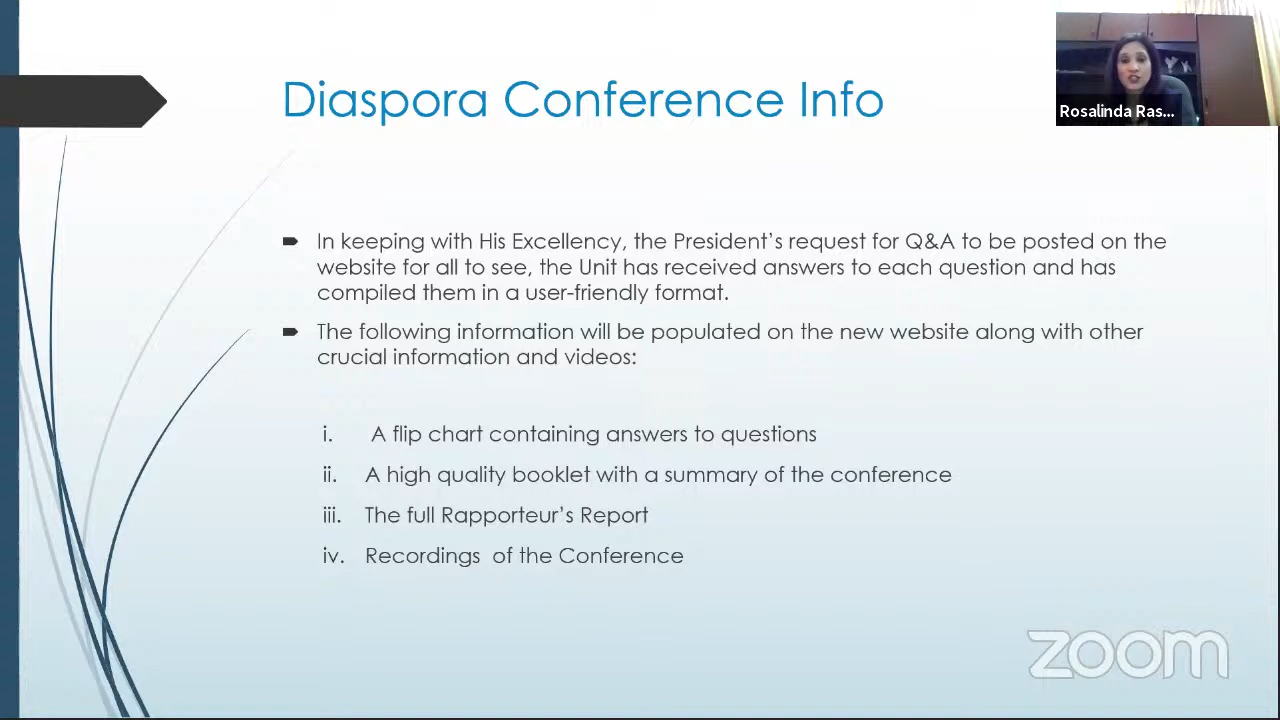 Diaspora Conference Info
Rosalinda Ras...
In keeping with His Excellency, the President’s request for Q&A to be posted on the
website for all to see, the Unit has received answers to each question and has
compiled them in a user-friendly format.
The following information will be populated on the new website along with other
crucial information and videos:
i. A flip chart containing answers to questions
ii. A high quality booklet with a summary of the conference
iii. The full Rapporteur’s Report
iv. Recordings of the Conference
zoom